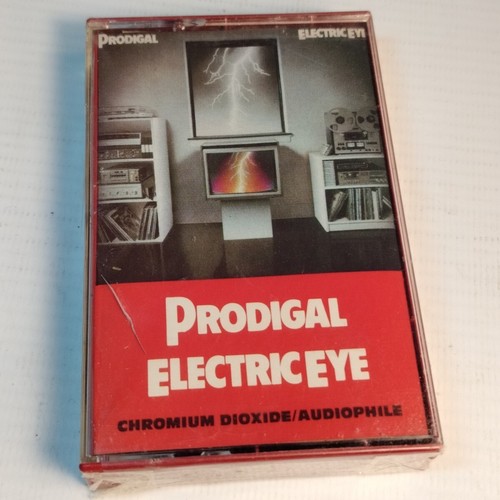 PRODIGAL
ELECTRIC EYE
PRODIGAL
ELECTRIC EYE
CHROMIUM DIOXIDE/AUDIOPHILE